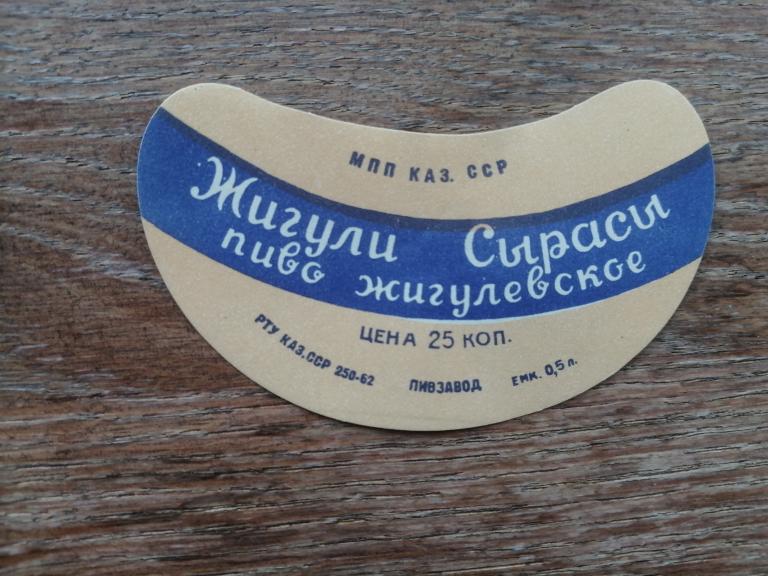 МПП КАЗ. ССР
Жигули Сырасы
пиво жигулевское
ЦЕНА 25 КОП.
РТУ КАЗ.ССР 250-62 ПИВЗАВОД ЕМК. 0,5 л.